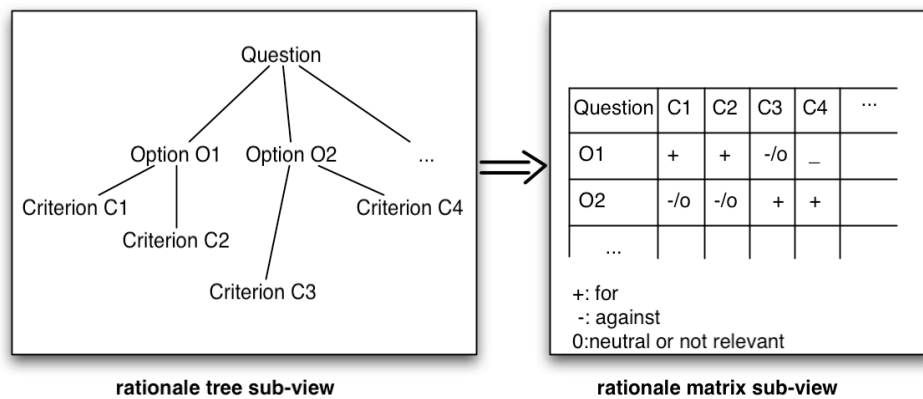 Question
Option O1 Option O2 ...
Criterion C1 Criterion C4
Criterion C2
Criterion C3
rationale tree sub-view
Question C1 C2 C3 C4 ...
O1 + + -/o _
O2 -/o -/o + +
...
+: for
-: against
0:neutral or not relevant
rationale matrix sub-view